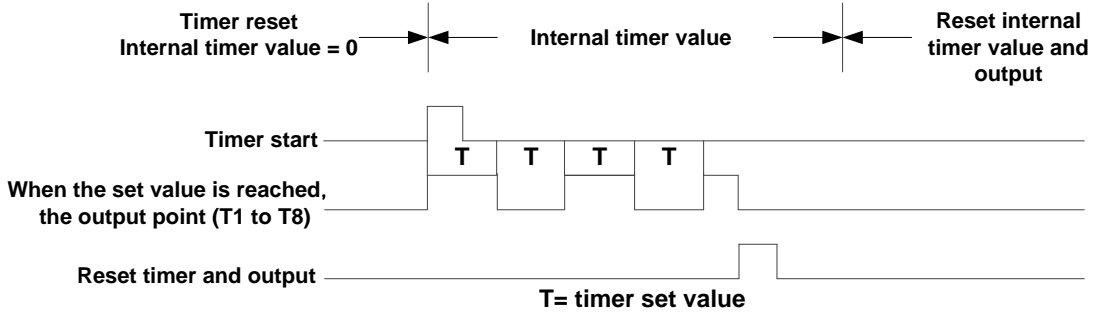 Timer reset
Internal timer value = 0
Internal timer value
Reset internal
timer value and
output
Timer start
T T T T
When the set value is reached,
the output point (T1 to T8)
Reset timer and output
T= timer set value